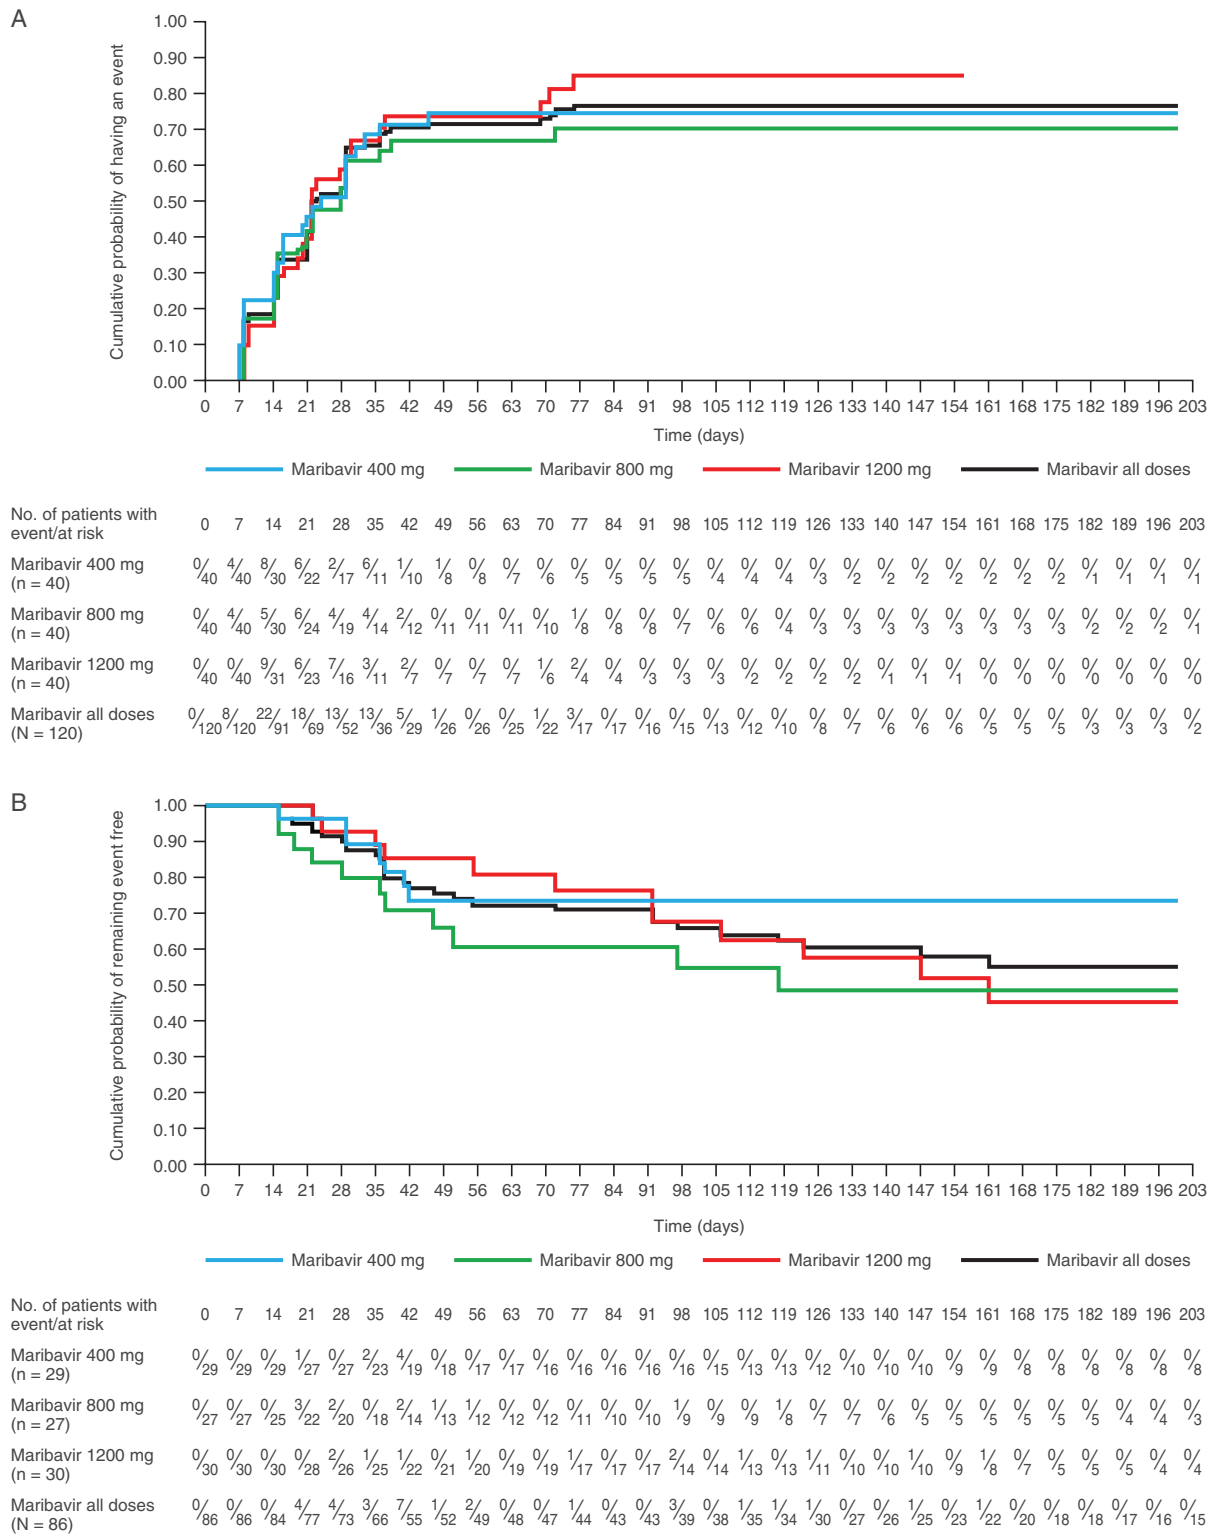 A
1.00
0.90
0.80
0.70
0.60
0.50
0.40
0.30
0.20
0.10
0.00
Cumulative probability of having an event
0 7 14 21 28 35 42 49 56 63 70 77 84 91 98 105 112 119 126 133 140 147 154 161 168 175 182 189 196 203
Time (days)
Maribavir 400 mg Maribavir 800 mg Maribavir 1200 mg Maribavir all doses
No. of patients with
event/at risk
0 7 14 21 28 35 42 49 56 63 70 77 84 91 98 105 112 119 126 133 140 147 154 161 168 175 182 189 196 203
Maribavir 400 mg
(n = 40)
0/40 4/40 8/30 6/22 2/17 6/11 1/10 1/8 0/8 0/7 0/6 0/5 0/5 0/5 0/5 0/4 0/4 0/4 0/3 0/2 0/2 0/2 0/2 0/2 0/2 0/2 0/1 0/1 0/1 0/1
Maribavir 800 mg
(n = 40)
0/40 4/40 5/30 6/24 4/19 4/14 2/12 0/11 0/11 0/11 0/10 1/8 0/8 0/8 0/7 0/6 0/6 0/4 0/3 0/3 0/3 0/3 0/3 0/3 0/3 0/3 0/2 0/2 0/2 0/1
Maribavir 1200 mg
(n = 40)
0/40 0/40 9/31 6/23 7/16 3/11 2/7 0/7 0/7 0/7 1/6 2/4 0/4 0/3 0/3 0/3 0/2 0/2 0/2 0/2 0/1 0/1 0/1 0/0 0/0 0/0 0/0 0/0 0/0 0/0
Maribavir all doses
(N = 120)
0/120 8/120 22/91 18/69 13/52 13/36 5/29 1/26 0/26 0/25 1/22 3/17 0/17 0/16 0/15 0/13 0/12 0/10 0/8 0/7 0/6 0/6 0/6 0/5 0/5 0/5 0/3 0/3 0/3 0/2
B
1.00
0.90
0.80
0.70
0.60
0.50
0.40
0.30
0.20
0.10
0.00
Cumulative probability of remaining event free
0 7 14 21 28 35 42 49 56 63 70 77 84 91 98 105 112 119 126 133 140 147 154 161 168 175 182 189 196 203
Time (days)
Maribavir 400 mg Maribavir 800 mg Maribavir 1200 mg Maribavir all doses
No. of patients with
event/at risk
0 7 14 21 28 35 42 49 56 63 70 77 84 91 98 105 112 119 126 133 140 147 154 161 168 175 182 189 196 203
Maribavir 400 mg
(n = 29)
0/29 0/29 0/29 1/27 0/27 2/23 4/19 0/18 0/17 0/17 0/16 0/16 0/16 0/16 0/16 0/15 0/13 0/13 0/12 0/10 0/10 0/10 0/9 0/9 0/8 0/8 0/8 0/8 0/8 0/8
Maribavir 800 mg
(n = 27)
0/27 0/27 0/25 3/22 2/20 0/18 2/14 1/13 1/12 0/12 0/12 0/11 0/10 0/10 1/9 0/9 0/9 1/8 0/7 0/7 0/6 0/5 0/5 0/5 0/5 0/5 0/5 0/4 0/4 0/3
Maribavir 1200 mg
(n = 30)
0/30 0/30 0/30 0/28 2/26 1/25 1/22 0/21 1/20 0/19 0/19 1/17 0/17 0/17 2/14 0/14 1/13 0/13 1/11 0/10 0/10 1/10 0/9 1/8 0/7 0/5 0/5 0/5 0/4 0/4
Maribavir all doses
(N = 86)
0/86 0/86 0/84 4/77 4/73 3/66 7/55 1/52 2/49 0/48 0/47 1/44 0/43 0/43 3/39 0/38 1/35 1/34 1/30 0/27 0/26 1/25 0/23 1/22 0/20 0/18 0/18 0/17 0/16 0/15